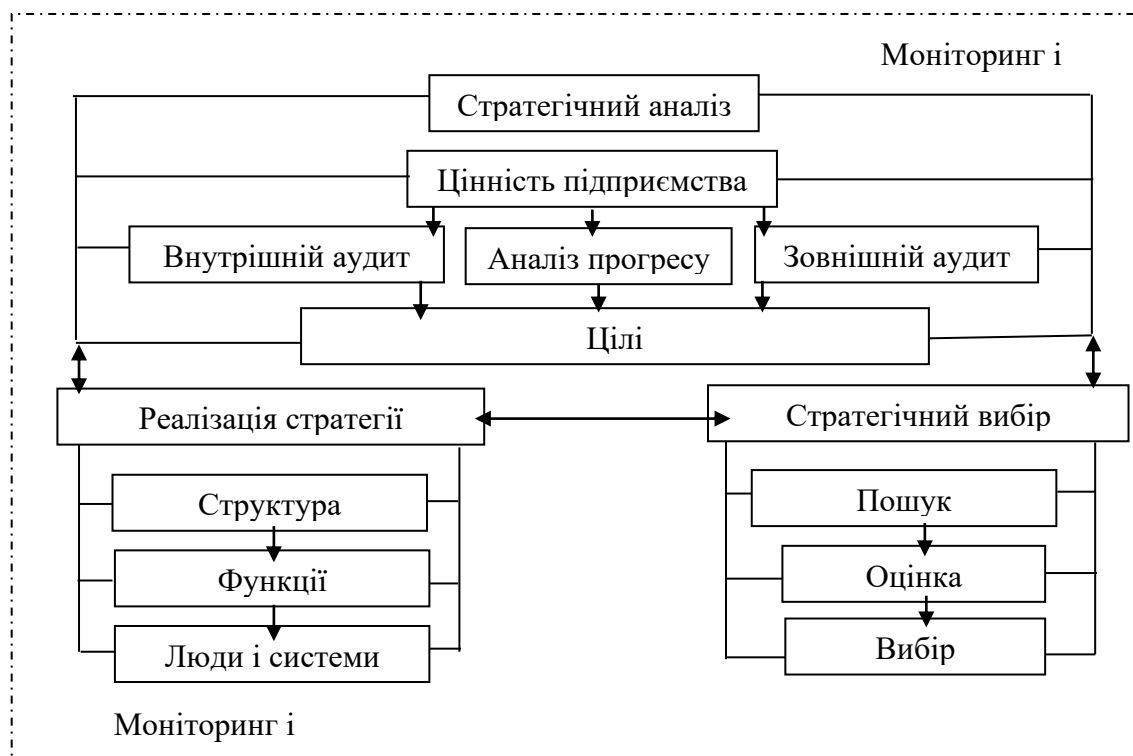 Моніторинг і
Стратегічний аналіз
Цінність підприємства
Внутрішній аудит
Аналіз прогресу
Зовнішній аудит
Цілі
Реалізація стратегії
Стратегічний вибір
Структура
Пошук
Функції
Оцінка
Люди і системи
Вибір
Моніторинг і